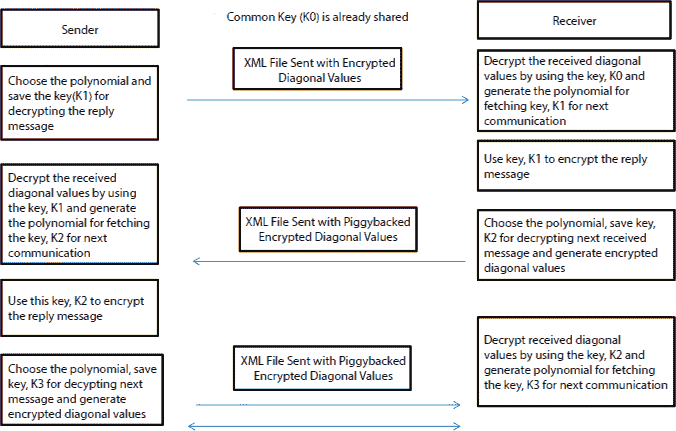 Common Key (K0) is already shared
Sender
Receiver
XML File Sent with Encrypted
Diagonal Values
Choose the polynomial and
save the key(K1) for
decrypting the reply
message
Decrypt the received diagonal
values by using the key, K0 and
generate the polynomial for
fetching key, K1 for next
communication
Use key, K1 to encrypt the reply
message
Decrypt the received
diagonal values by using
the key, K1 and generate
the polynomial for fetching
the key, K2 for next
communication
XML File Sent with Piggybacked
Encrypted Diagonal Values
Choose the polynomial, save key,
K2 for decrypting next received
message and generate encrypted
diagonal values
Use this key, K2 to encrypt
the reply message
Decrypt received diagonal
values by using the key, K2 and
generate polynomial for fetching
the key, K3 for next communication
XML File Sent with Piggybacked
Encrypted Diagonal Values
Choose the polynomial, save
key, K3 for decypting next
message and generate
encrypted diagonal values